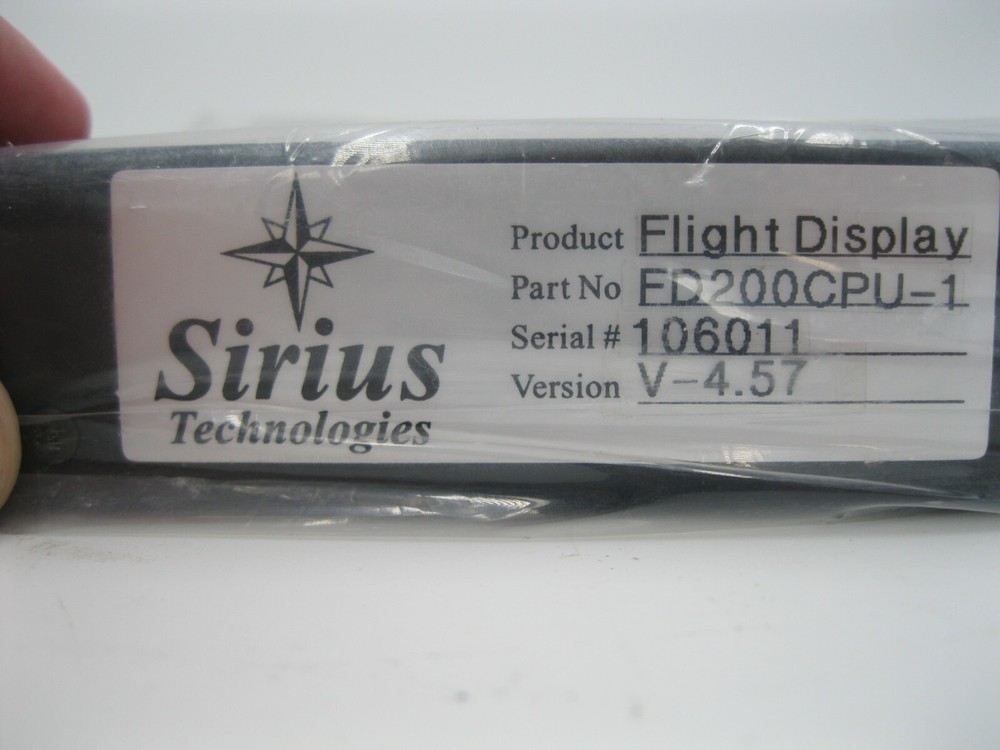 Sirius
Technologies
Product Flight Display
Part No FD200CPU-1
Serial # 106011
Version V-4.57